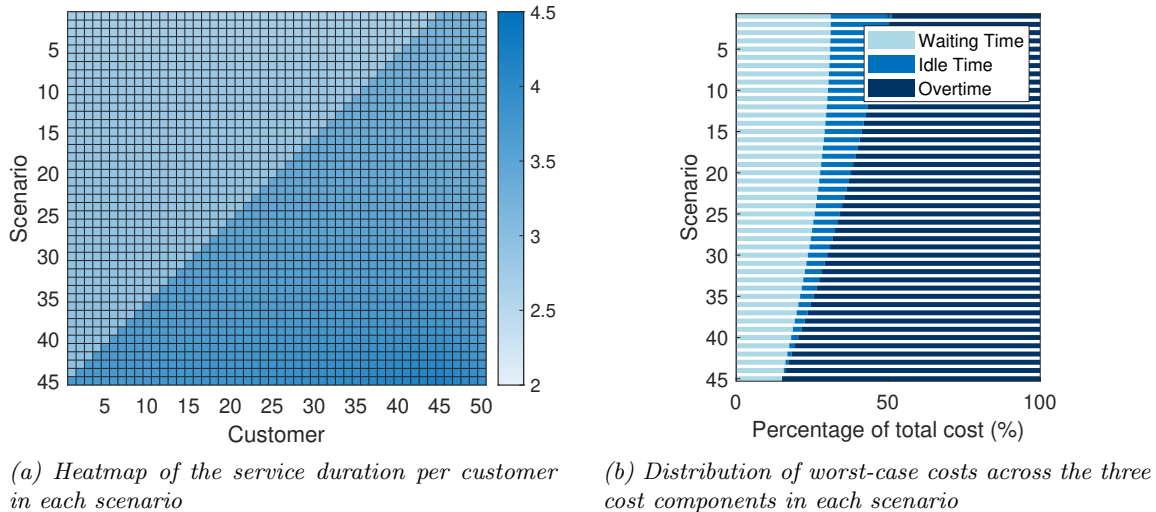 5
10
15
20
25
30
35
40
45
Scenario
5 10 15 20 25 30 35 40 45 50
Customer
4.5
4
3.5
3
2.5
2
(a) Heatmap of the service duration per customer
in each scenario
5
10
15
20
25
30
35
40
45
Scenario
Waiting Time
Idle Time
Overtime
0 50 100
Percentage of total cost (%)
(b) Distribution of worst-case costs across the three
cost components in each scenario